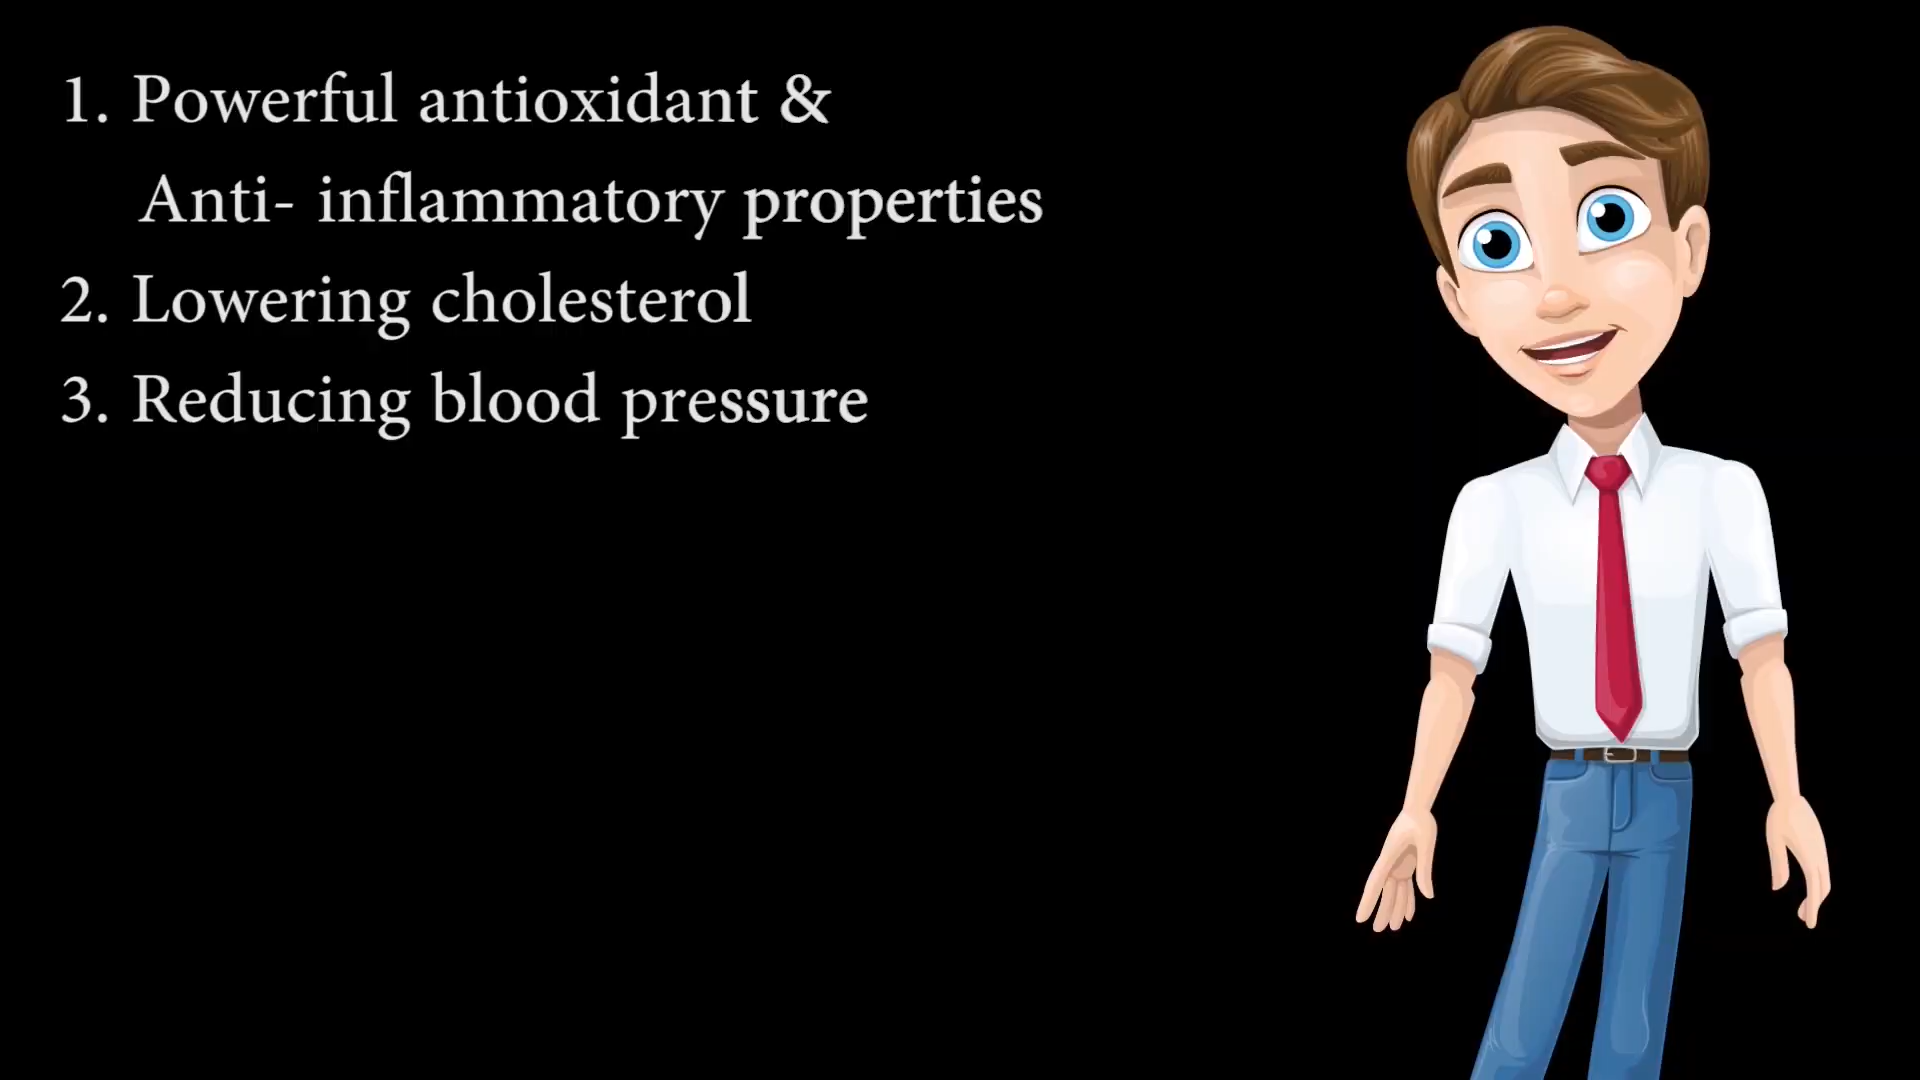 1. Powerful antioxidant &
Anti- inflammatory properties
2. Lowering cholesterol
3. Reducing blood pressure